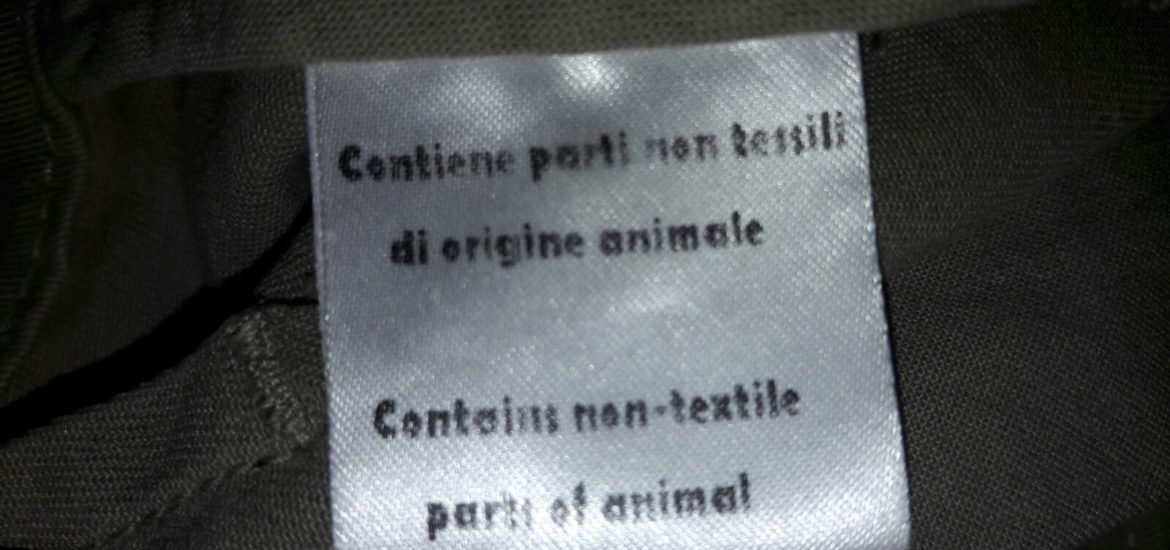 Contiene parti non tessili
di origine animale
Contains non-textile
parts of animal